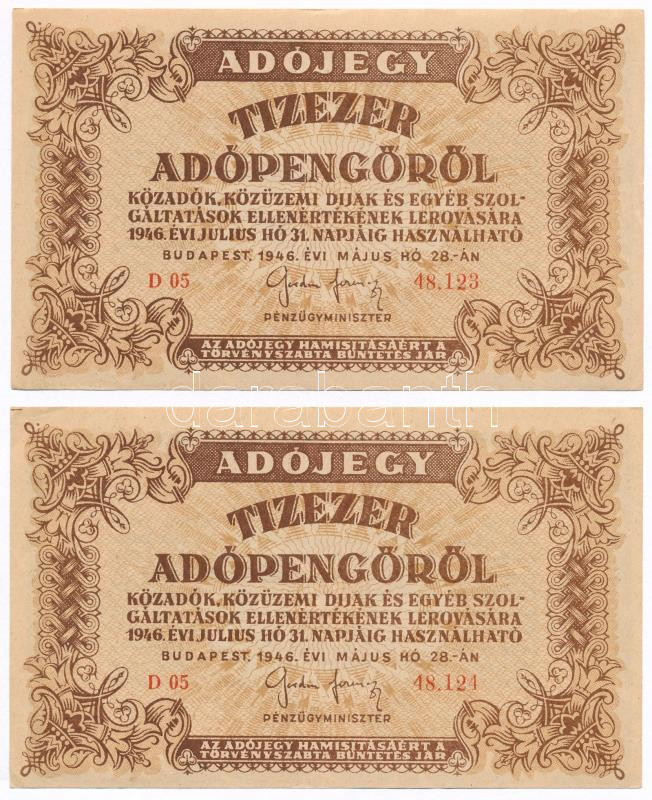 ADÓJEGY
TIZEZER
ADÓPENGŐRŐL
KÖZADÓK, KÖZÜZEMI DIJAK ÉS EGYÉB SZOL-
GÁLTATÁSOK ELLENÉRTÉKÉNEK LEROVÁSÁRA
1946. ÉVI JULIUS HÓ 31. NAPJÁIG HASZNÁLHATÓ
BUDAPEST, 1946. ÉVI MÁJUS HÓ 28.-ÁN
D 05 48.123
PÉNZÜGYMINISZTER
AZ ADÓJEGY HAMISITÁSÁÉRT A
TÖRVÉNYSZABTA BÜNTETÉS JÁR
darabanth
ADÓJEGY
TIZEZER
ADÓPENGŐRŐL
KÖZADÓK, KÖZÜZEMI DIJAK ÉS EGYÉB SZOL-
GÁLTATÁSOK ELLENÉRTÉKÉNEK LEROVÁSÁRA
1946. ÉVI JULIUS HÓ 31. NAPJÁIG HASZNÁLHATÓ
BUDAPEST, 1946. ÉVI MÁJUS HÓ 28.-ÁN
D 05 48.124
PÉNZÜGYMINISZTER
AZ ADÓJEGY HAMISITÁSÁÉRT A
TÖRVÉNYSZABTA BÜNTETÉS JÁR